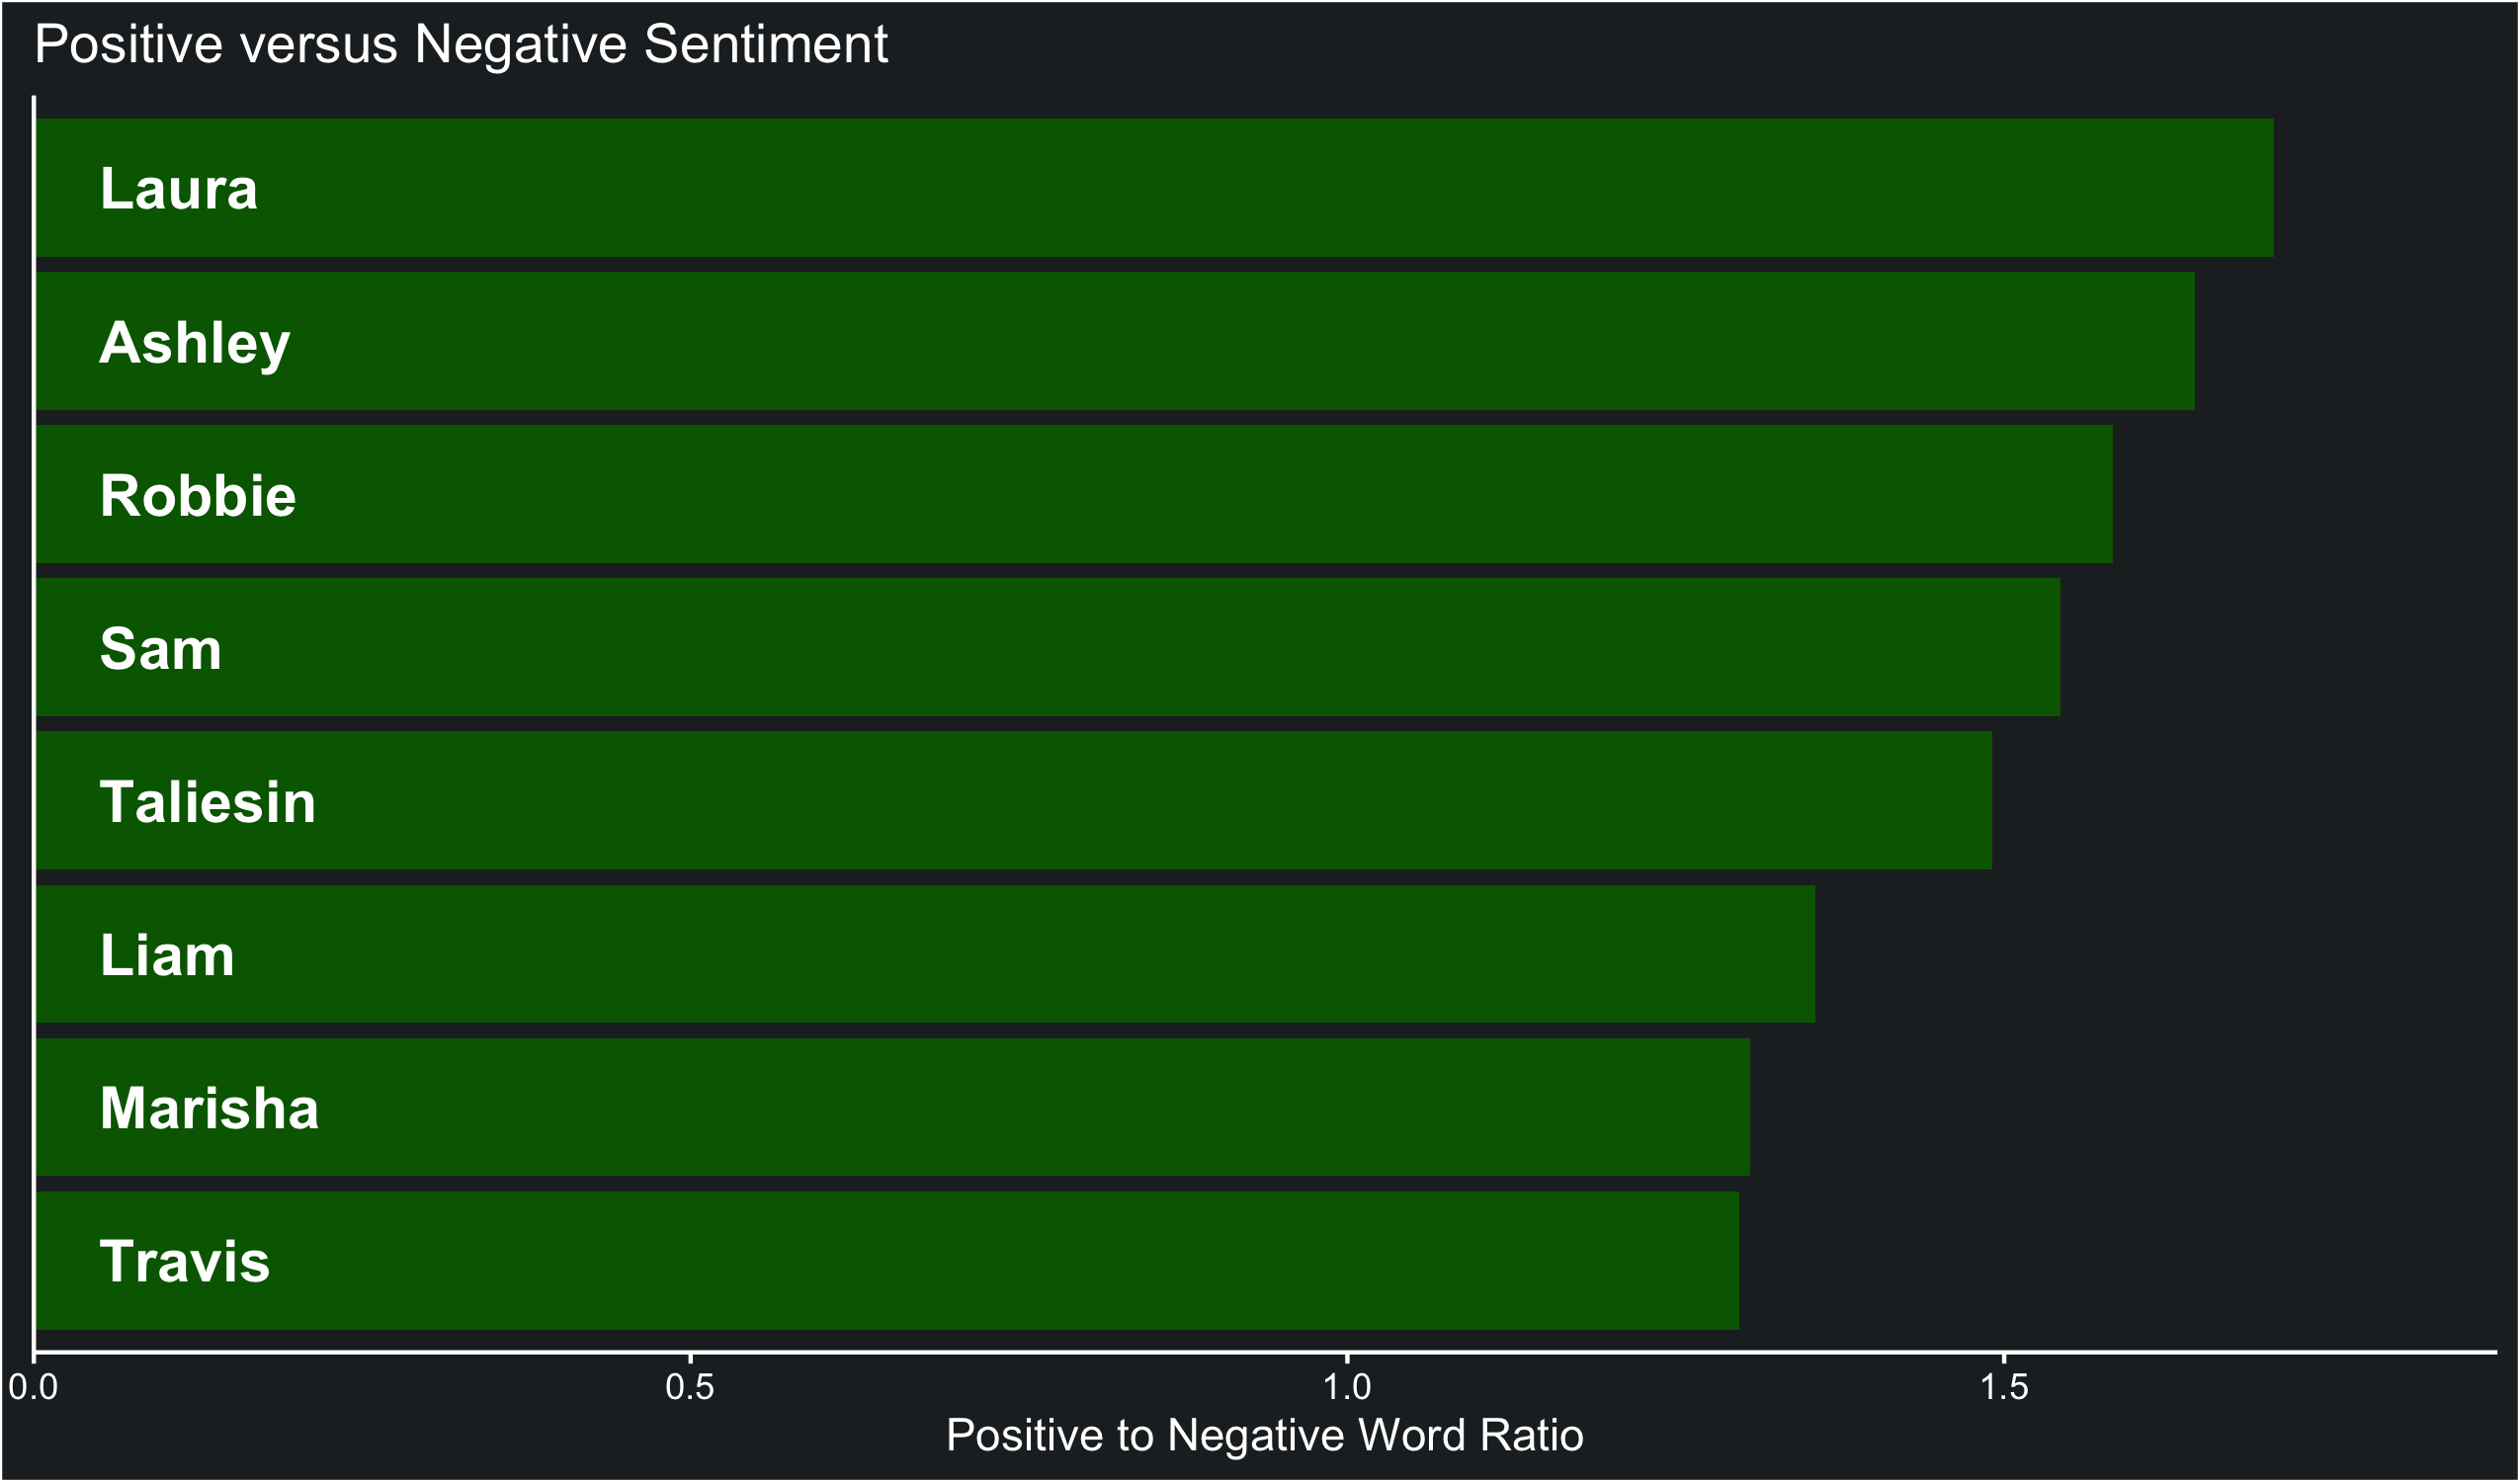 Positive versus Negative Sentiment
Laura
Ashley
Robbie
Sam
Taliesin
Liam
Marisha
Travis
0.0 0.5 1.0 1.5
Positive to Negative Word Ratio